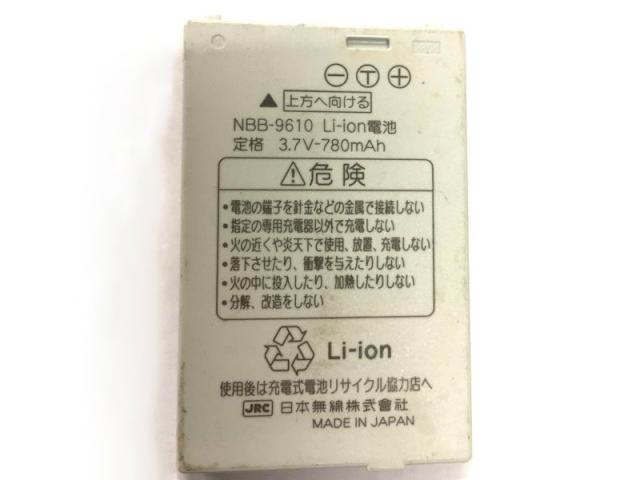 − T +
▲ 上方へ向ける
NBB-9610 Li-ion電池
定格 3.7V-780mAh
⚠危険
・電池の端子を針金などの金属で接続しない
・指定の専用充電器以外で充電しない
・火の近くや炎天下で使用、放置、充電しない
・落下させたり、衝撃を与えたりしない
・火の中に投入したり、加熱したりしない
・分解、改造をしない
Li-ion
使用後は充電式電池リサイクル協力店へ
JRC 日本無線株式會社
MADE IN JAPAN